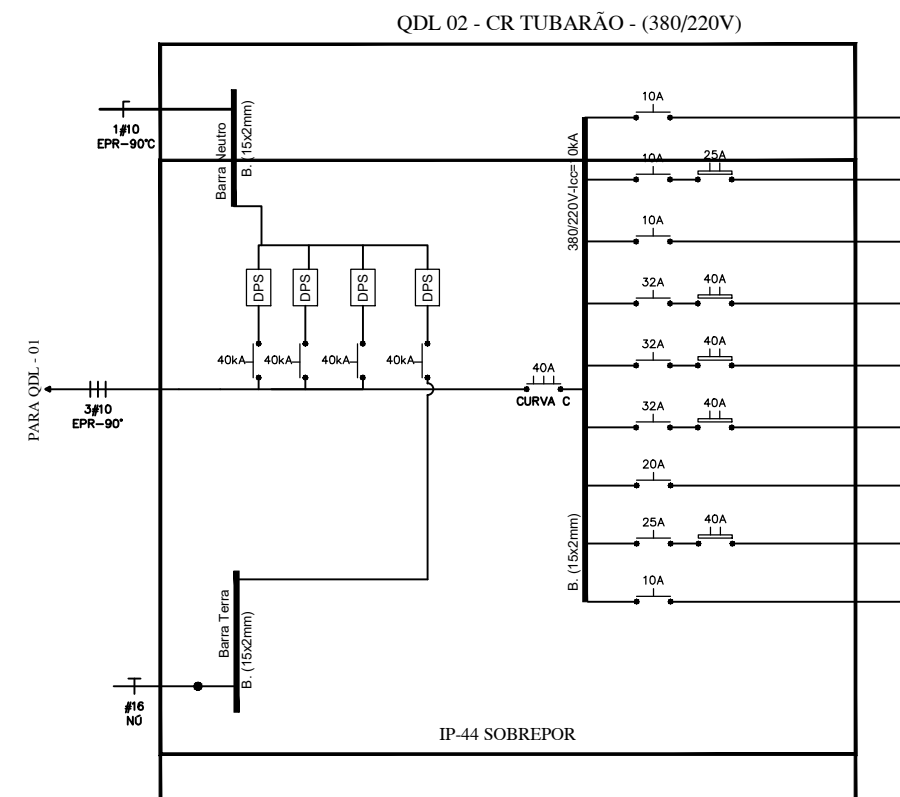 QDL 02 - CR TUBARÃO - (380/220V)
1#10
EPR-90°C
Barra Neutro
B. (15x2mm)
DPS
DPS
DPS
DPS
40kA
40kA
40kA
40kA
PARA QDL - 01
3#10
EPR-90°
40A
CURVA C
380/220V-Icc=10kA
B. (15x2mm)
10A
10A
25A
10A
32A
40A
32A
40A
32A
40A
20A
25A
40A
10A
Barra Terra
B. (15x2mm)
#16
NÚ
IP-44 SOBREPOR